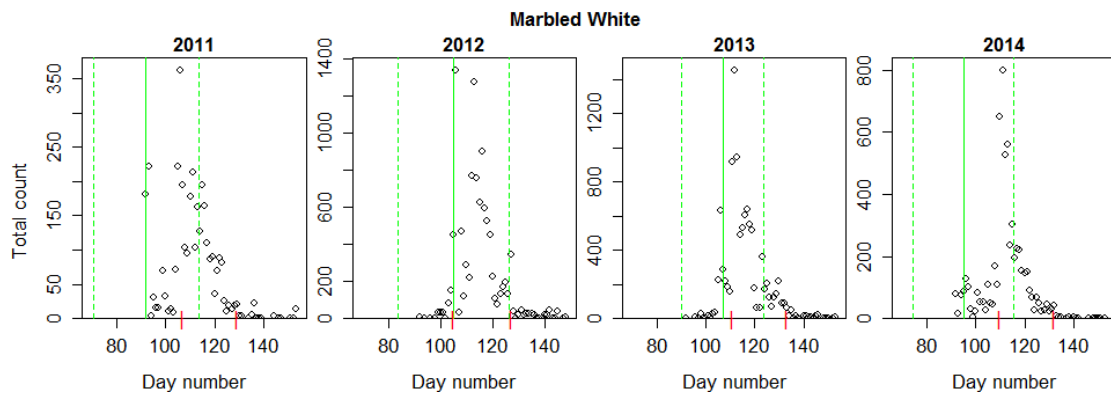 Marbled White
2011 2012 2013 2014
Total count
0 50 150 250 350
0 200 600 1000 1400
0 400 800 1200
0 200 400 600 800
80 100 120 140 80 100 120 140 80 100 120 140 80 100 120 140
Day number Day number Day number Day number